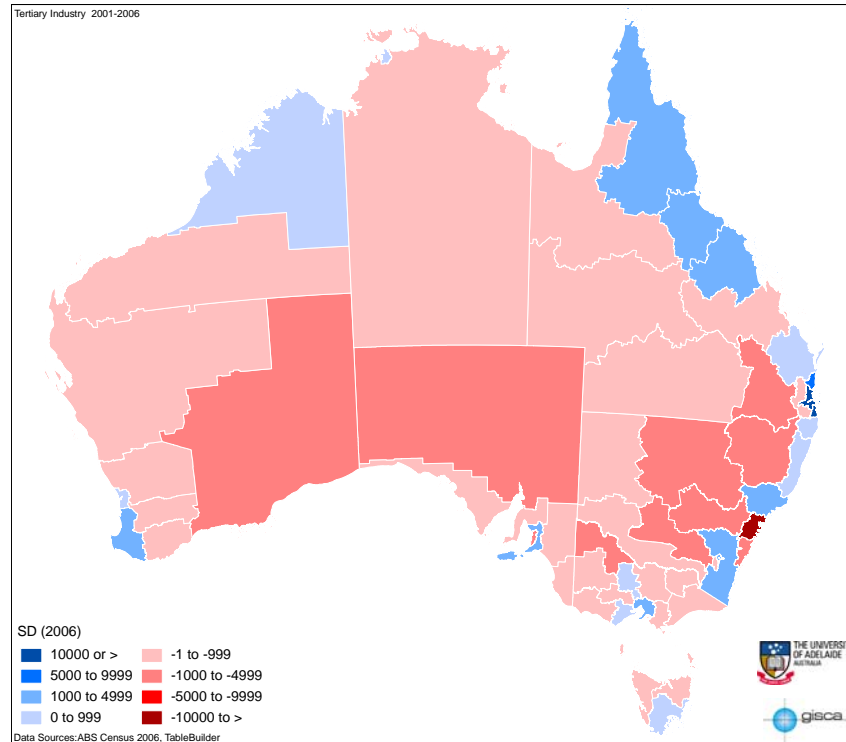 Tertiary Industry 2001-2006
SD (2006)
10000 or >
5000 to 9999
1000 to 4999
0 to 999
-1 to -999
-1000 to -4999
-5000 to -9999
-10000 to >
THE UNIVERSI
OF ADELAIDE
AUSTRALIA
gisca
Data Sources:ABS Census 2006, TableBuilder